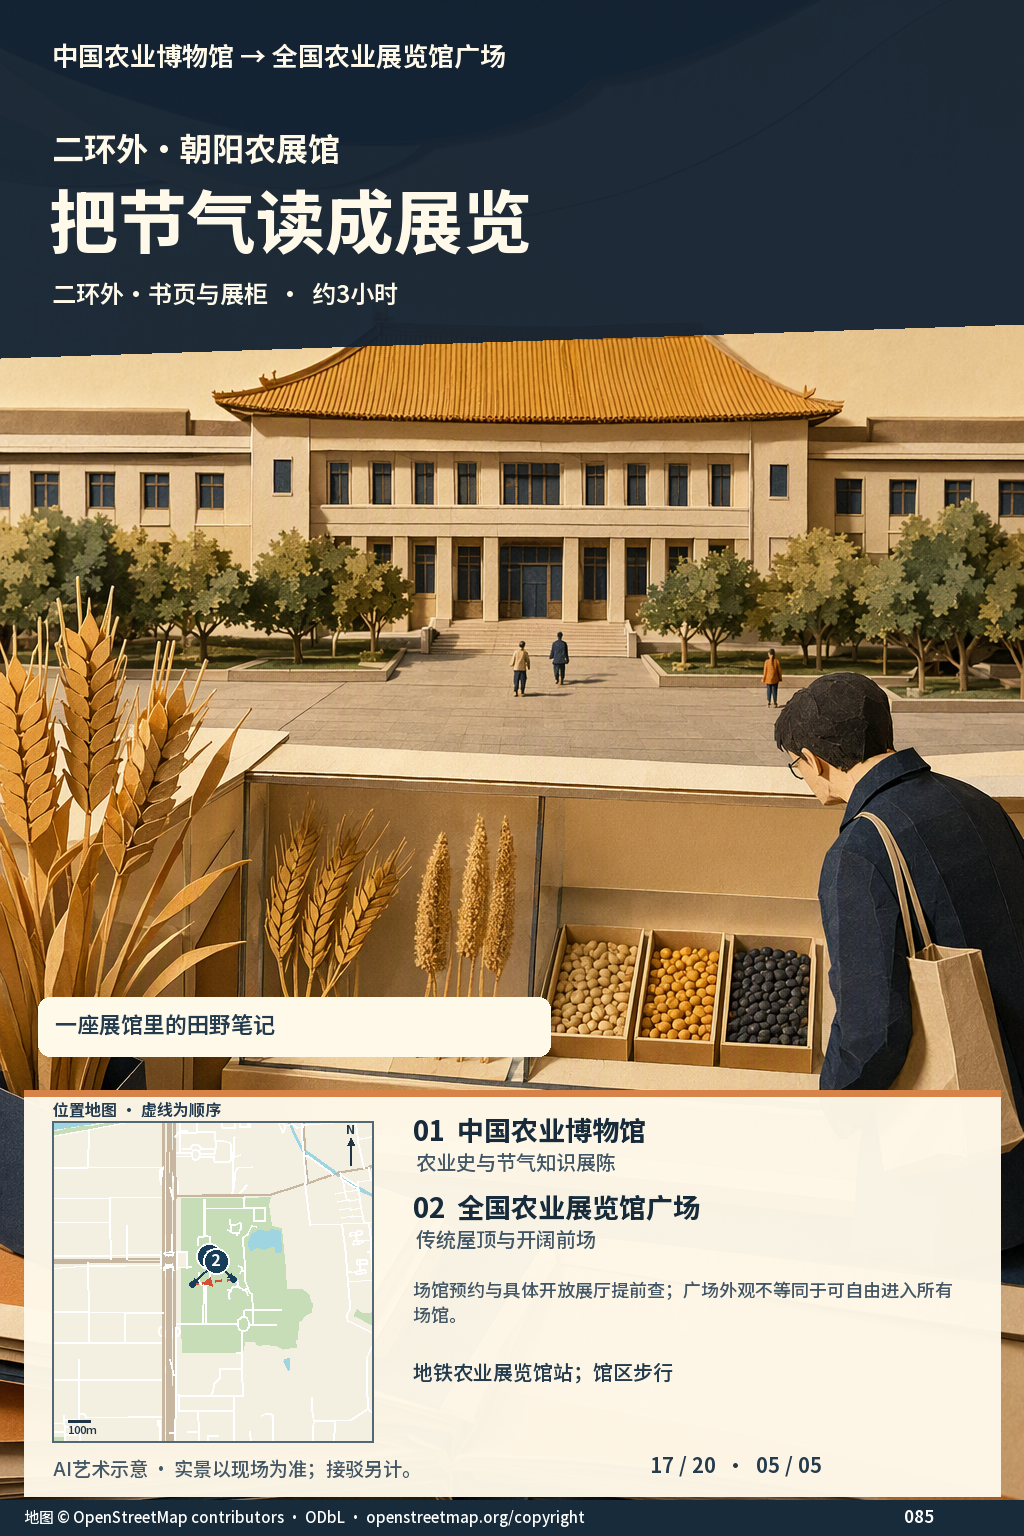 中国农业博物馆 → 全国农业展览馆广场
二环外·朝阳农展馆
把节气读成展览
二环外·书页与展柜 · 约3小时
一座展馆里的田野笔记
位置地图 · 虚线为顺序
N
2
100m
01 中国农业博物馆
农业史与节气知识展陈
02 全国农业展览馆广场
传统屋顶与开阔前场
场馆预约与具体开放展厅提前查；广场外观不等同于可自由进入所有
场馆。
地铁农业展览馆站；馆区步行
AI艺术示意 · 实景以现场为准；接驳另计。
17 / 20 · 05 / 05
地图 © OpenStreetMap contributors · ODbL · openstreetmap.org/copyright
085